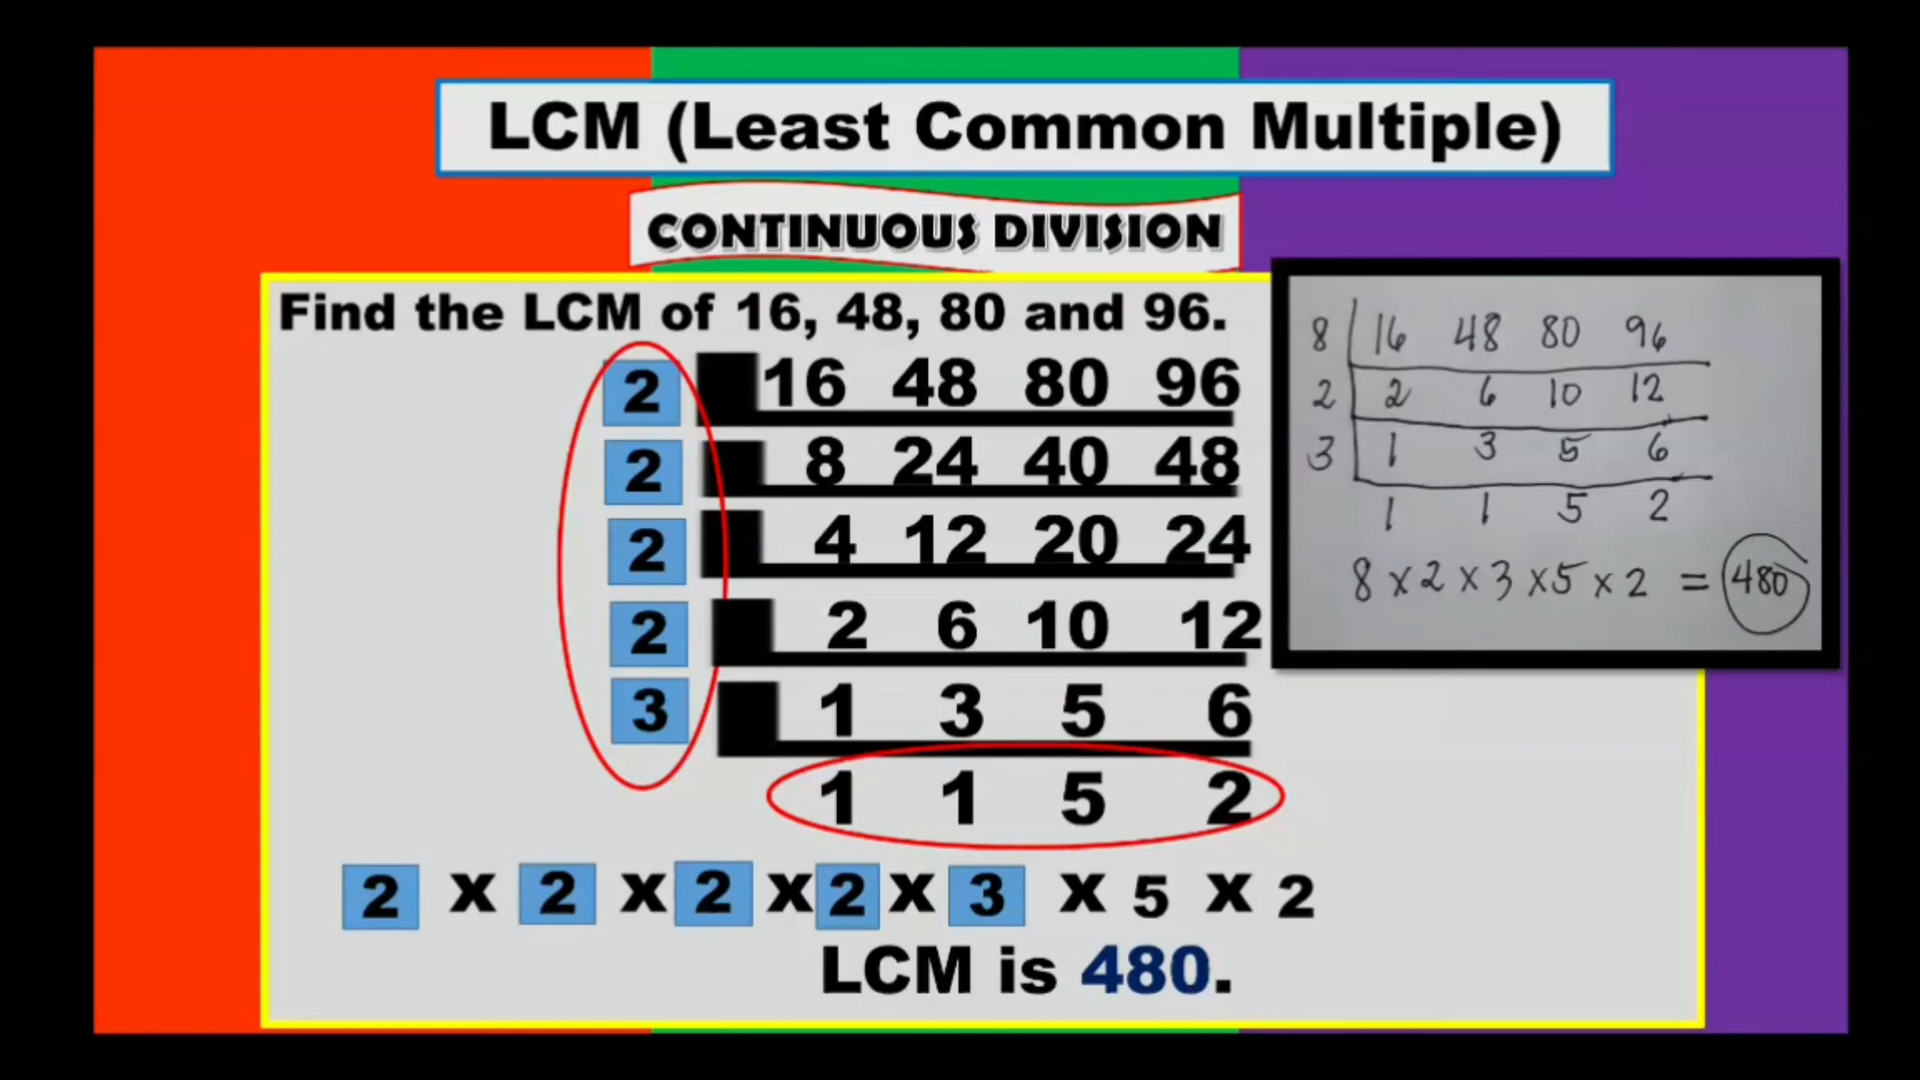 LCM (Least Common Multiple)
CONTINUOUS DIVISION
Find the LCM of 16, 48, 80 and 96.
2 16 48 80 96
2 8 24 40 48
2 4 12 20 24
2 2 6 10 12
3 1 3 5 6
1 1 5 2
2 x 2 x 2 x 2 x 3 x 5 x 2
LCM is 480.
8 16 48 80 96
2 2 6 10 12
3 1 3 5 6
1 1 5 2
8 x 2 x 3 x 5 x 2 = 480